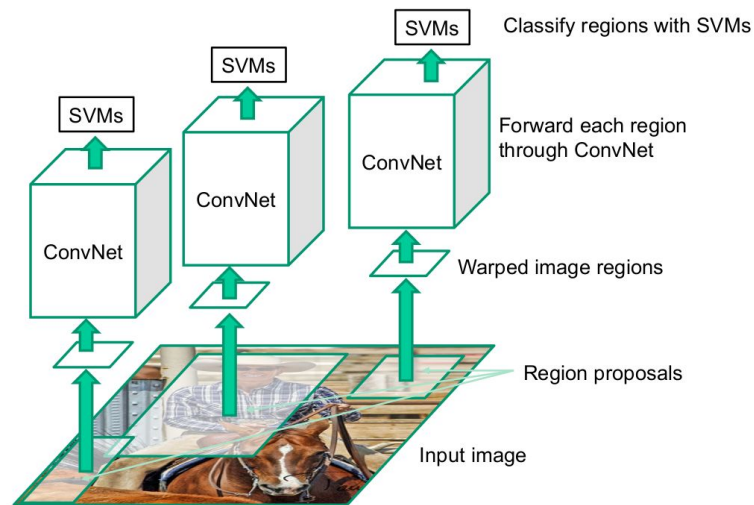 SVMs
Classify regions with SVMs
SVMs
SVMs
Forward each region
through ConvNet
ConvNet
ConvNet
ConvNet
Warped image regions
Region proposals
Input image